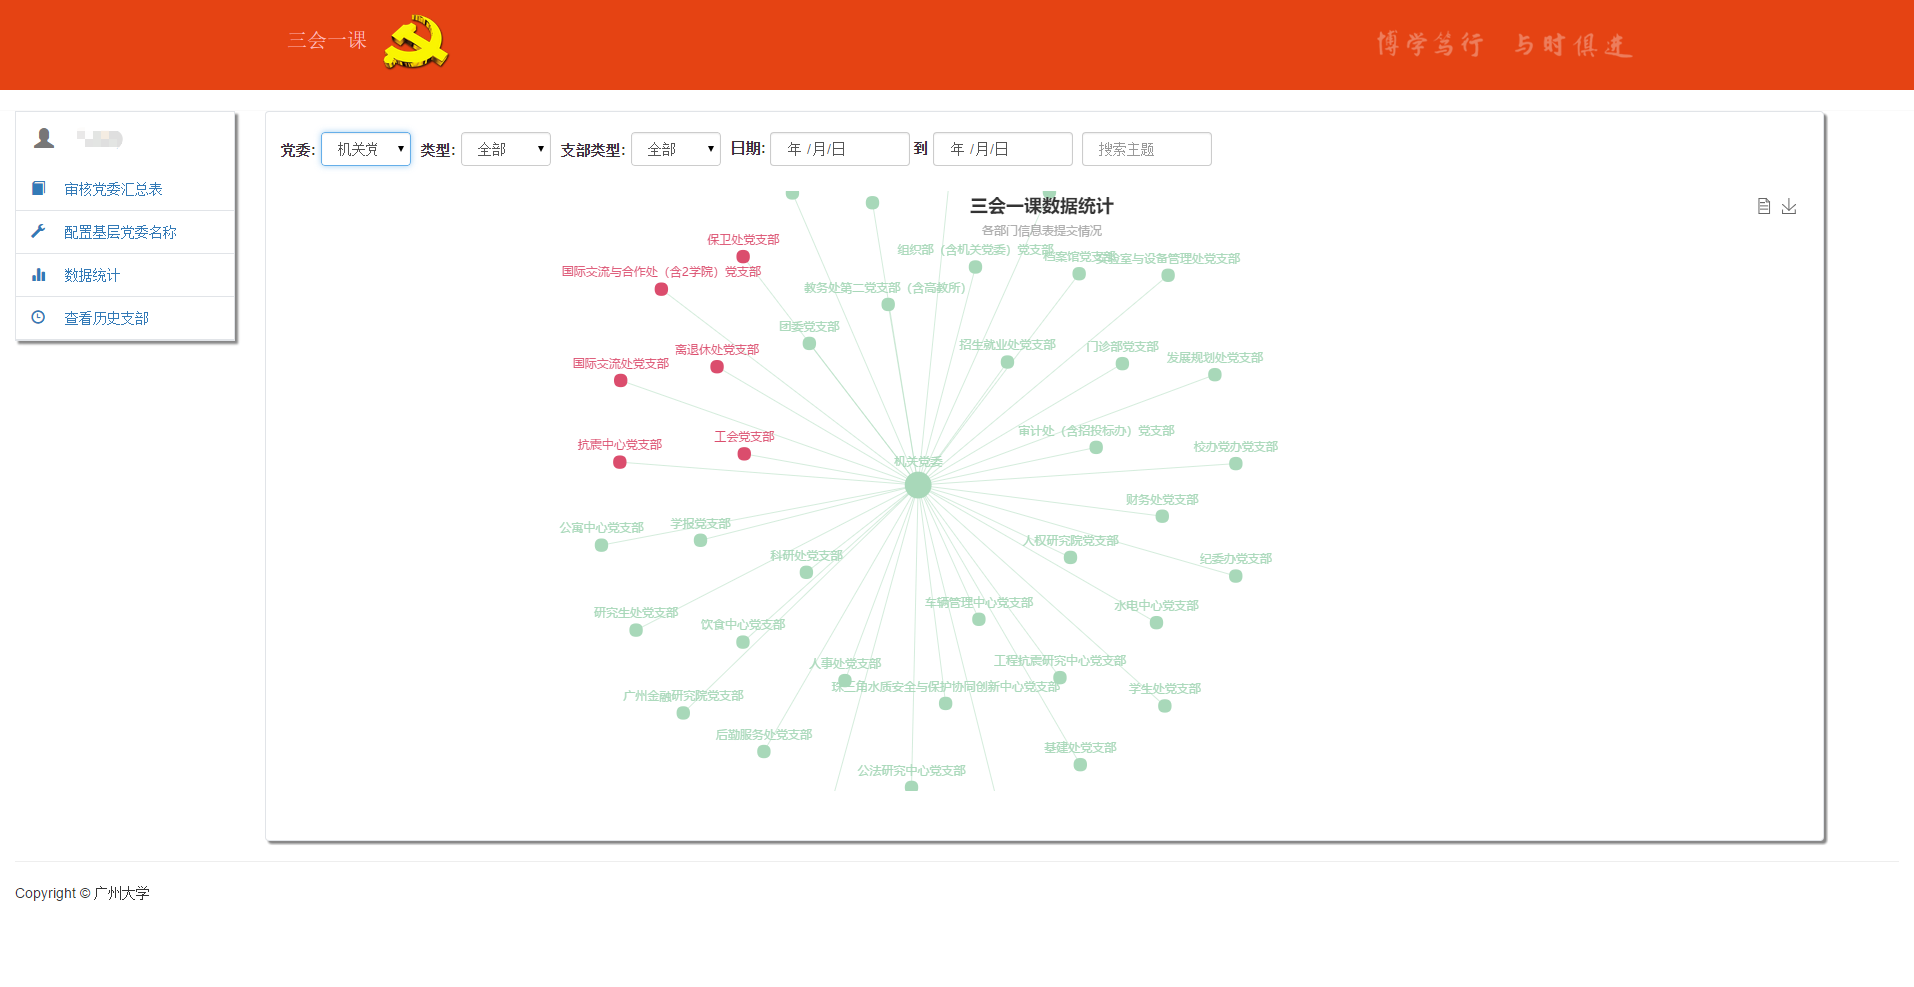 三会一课
博学笃行 与时俱进
审核党委汇总表
配置基层党委名称
数据统计
查看历史支部
党委: 机关党 类型: 全部 支部类型: 全部 日期: 年 /月/日 到 年 /月/日 搜索主题
三会一课数据统计
各部门信息表提交情况
保卫处党支部
组织部（含机关党委）党支部
档案馆党支部
实验室与设备管理处党支部
国际交流与合作处（含2学院）党支部
教务处第二党支部（含高教所）
团委党支部
招生就业处党支部
门诊部党支部
离退休处党支部
发展规划处党支部
国际交流处党支部
审计处（含招投标办）党支部
工会党支部
抗震中心党支部
校办党办党支部
机关党委
财务处党支部
学报党支部
公寓中心党支部
人权研究院党支部
科研处党支部
纪委办党支部
车辆管理中心党支部
水电中心党支部
研究生处党支部
饮食中心党支部
工程抗震研究中心党支部
人事处党支部
珠三角水质安全与保护协同创新中心党支部
学生处党支部
广州金融研究院党支部
后勤服务处党支部
基建处党支部
公法研究中心党支部
Copyright © 广州大学